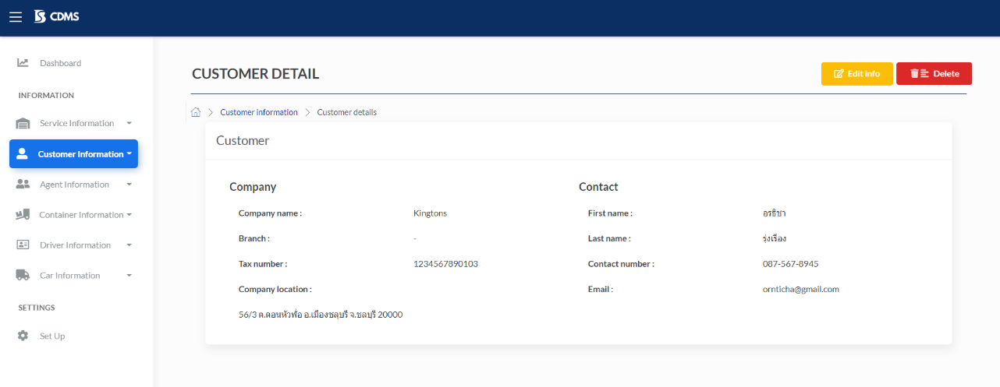 CDMS
Dashboard
INFORMATION
Service Information
Customer Information
Agent Information
Container Information
Driver Information
Car Information
SETTINGS
Set Up
CUSTOMER DETAIL
Edit info
Delete
Customer information
Customer details
Customer
Company
Company name : Kingtons
Branch : -
Tax number : 1234567890103
Company location :
56/3 ต.ดอนหัวฬ่อ อ.เมืองชลบุรี จ.ชลบุรี 20000
Contact
First name : อรธิชา
Last name : รุ่งเรือง
Contact number : 087-567-8945
Email : ornticha@gmail.com